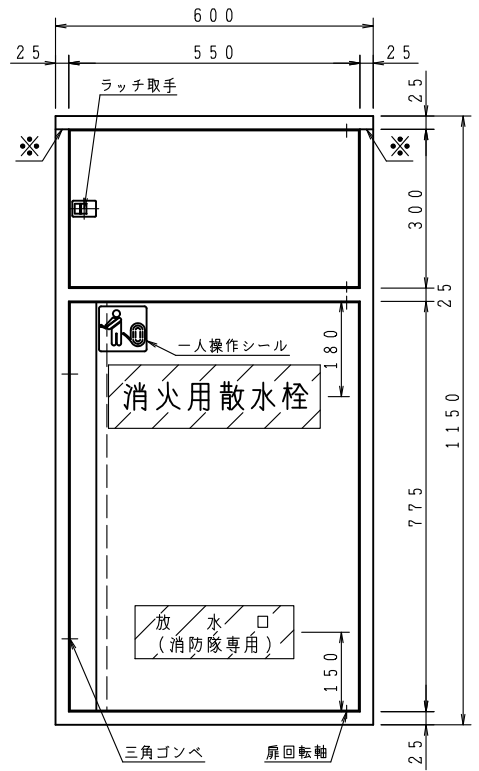 600
25 550 25
ラッチ取手
25
※ ※
300
25
一人操作シール
180
消火用散水栓
1150
775
放水口
(消防隊専用)
150
三角ゴンベ
扉回転軸
25